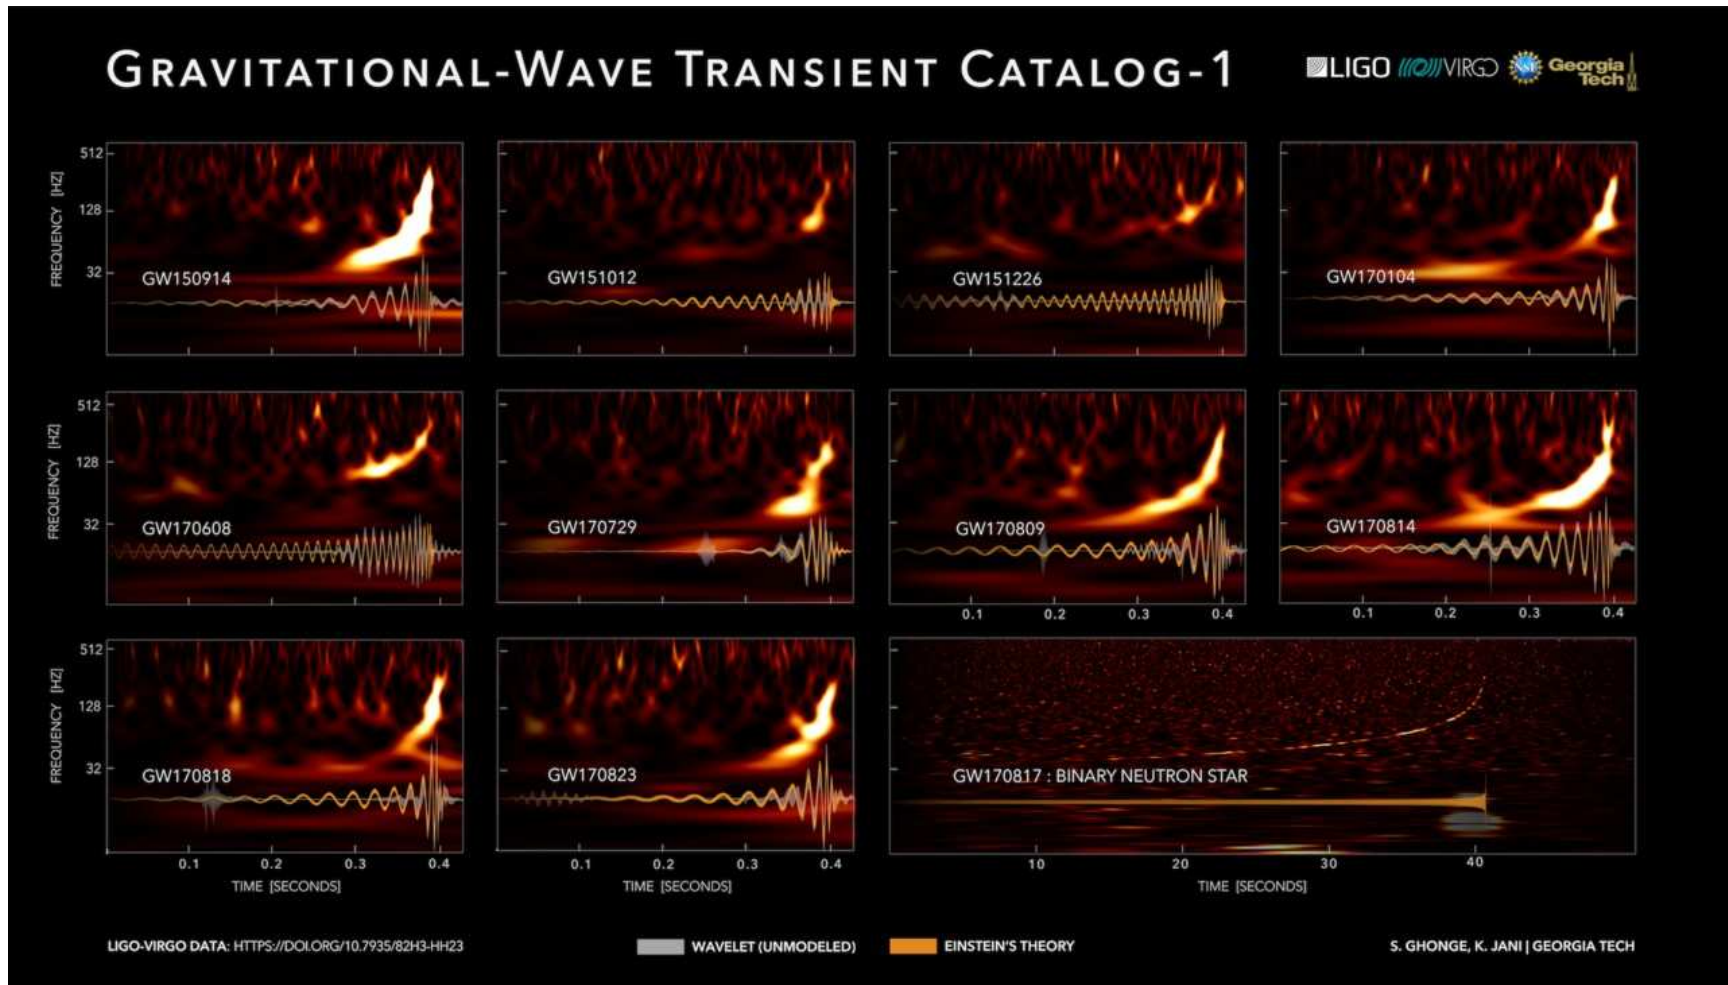 GRAVITATIONAL-WAVE TRANSIENT CATALOG-1
LIGO VIRGO NSF Georgia Tech
FREQUENCY [HZ]
512
128
32
GW150914
GW151012
GW151226
GW170104
FREQUENCY [HZ]
512
128
32
GW170608
GW170729
GW170809
GW170814
0.1 0.2 0.3 0.4
0.1 0.2 0.3 0.4
FREQUENCY [HZ]
512
128
32
GW170818
GW170823
GW170817 : BINARY NEUTRON STAR
0.1 0.2 0.3 0.4
0.1 0.2 0.3 0.4
10 20 30 40
TIME [SECONDS]
TIME [SECONDS]
TIME [SECONDS]
LIGO-VIRGO DATA: HTTPS://DOI.ORG/10.7935/82H3-HH23
WAVELET (UNMODELED)
EINSTEIN'S THEORY
S. GHONGE, K. JANI | GEORGIA TECH